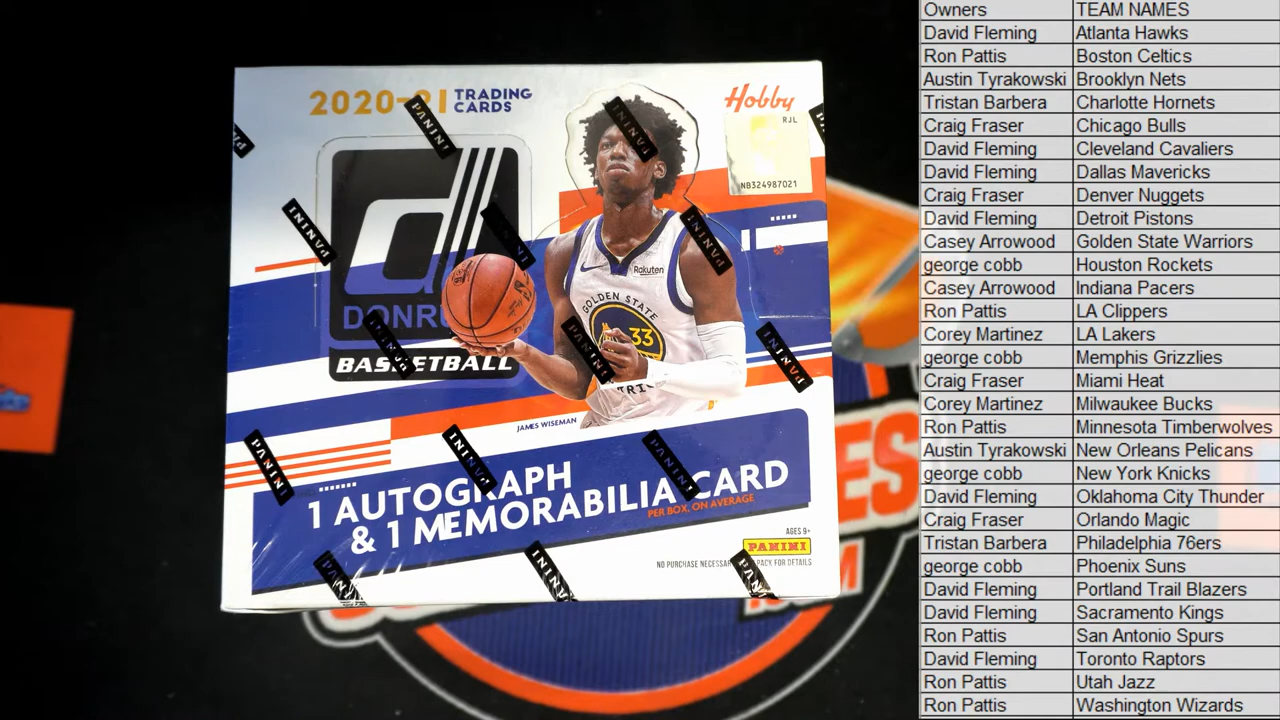 2020-21 TRADING
CARDS
Hobby
RJL
NB324987021
PANINI
DONRU
BASKETBALL
Rakuten
GOLDEN STATE
33
JAMES WISEMAN
1 AUTOGRAPH
& 1 MEMORABILIA CARD
PER BOX, ON AVERAGE
AGES 9+
PANINI
NO PURCHASE NECESSAR PACK FOR DETAILS
Owners TEAM NAMES
David Fleming Atlanta Hawks
Ron Pattis Boston Celtics
Austin Tyrakowski Brooklyn Nets
Tristan Barbera Charlotte Hornets
Craig Fraser Chicago Bulls
David Fleming Cleveland Cavaliers
David Fleming Dallas Mavericks
Craig Fraser Denver Nuggets
David Fleming Detroit Pistons
Casey Arrowood Golden State Warriors
george cobb Houston Rockets
Casey Arrowood Indiana Pacers
Ron Pattis LA Clippers
Corey Martinez LA Lakers
george cobb Memphis Grizzlies
Craig Fraser Miami Heat
Corey Martinez Milwaukee Bucks
Ron Pattis Minnesota Timberwolves
Austin Tyrakowski New Orleans Pelicans
george cobb New York Knicks
David Fleming Oklahoma City Thunder
Craig Fraser Orlando Magic
Tristan Barbera Philadelphia 76ers
george cobb Phoenix Suns
David Fleming Portland Trail Blazers
David Fleming Sacramento Kings
Ron Pattis San Antonio Spurs
David Fleming Toronto Raptors
Ron Pattis Utah Jazz
Ron Pattis Washington Wizards